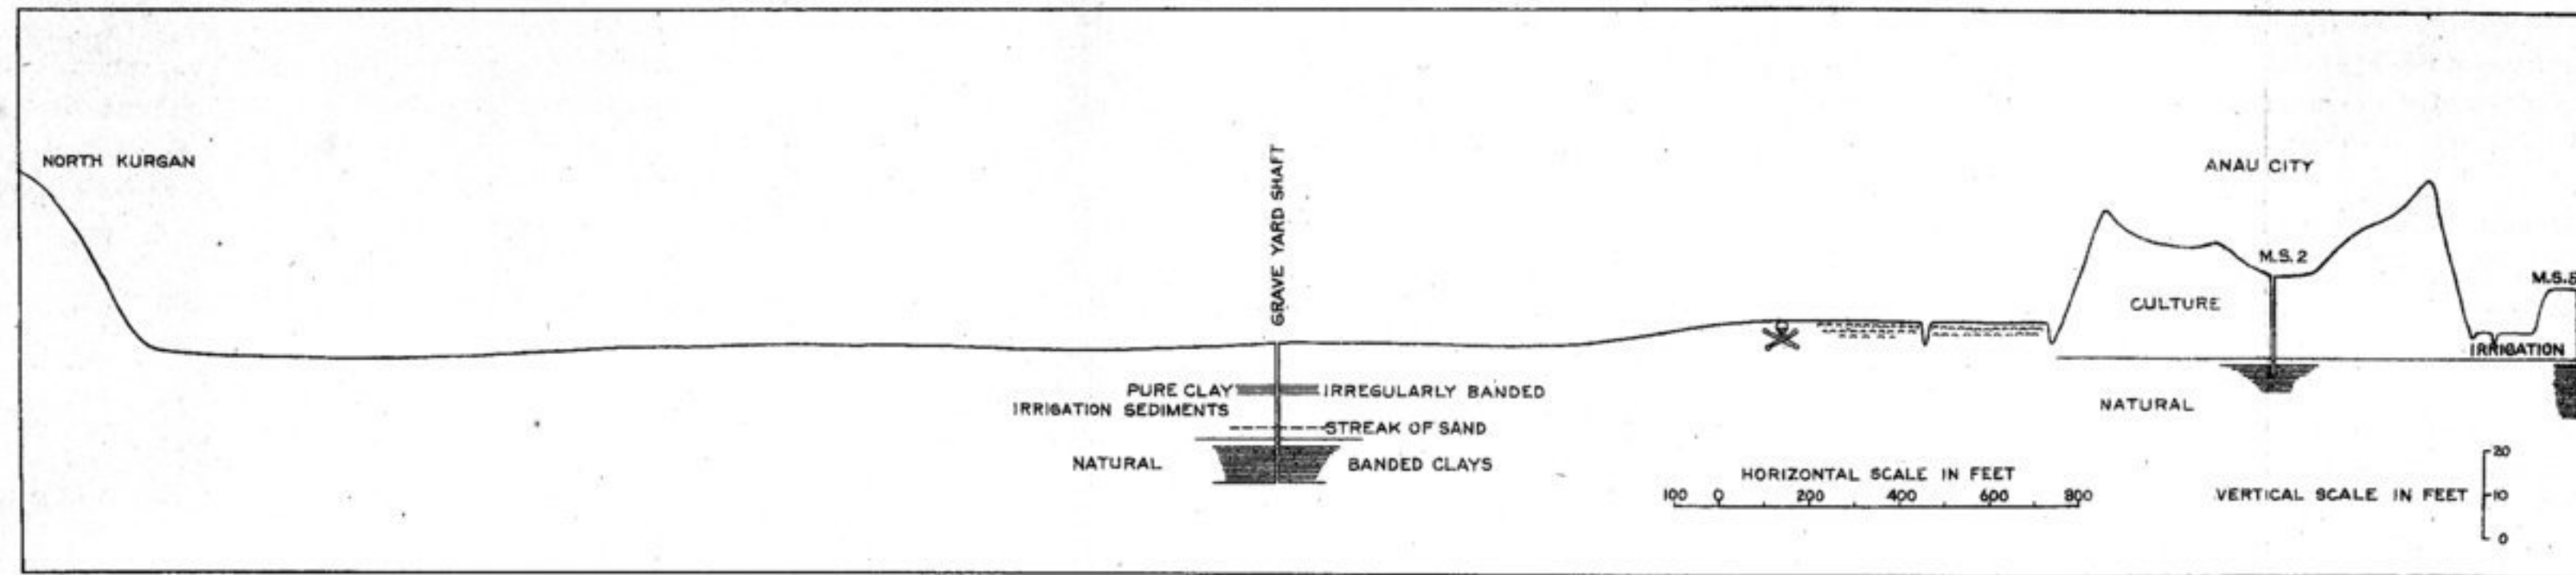 NORTH KURGAN
GRAVE YARD SHAFT
ANAU CITY
M.S. 2
M.S.
CULTURE
IRRIGATION
PURE CLAY
IRREGULARLY BANDED
IRRIGATION SEDIMENTS
STREAK OF SAND
NATURAL
BANDED CLAYS
NATURAL
HORIZONTAL SCALE IN FEET
100 0 200 400 600 800
VERTICAL SCALE IN FEET
20
10
0